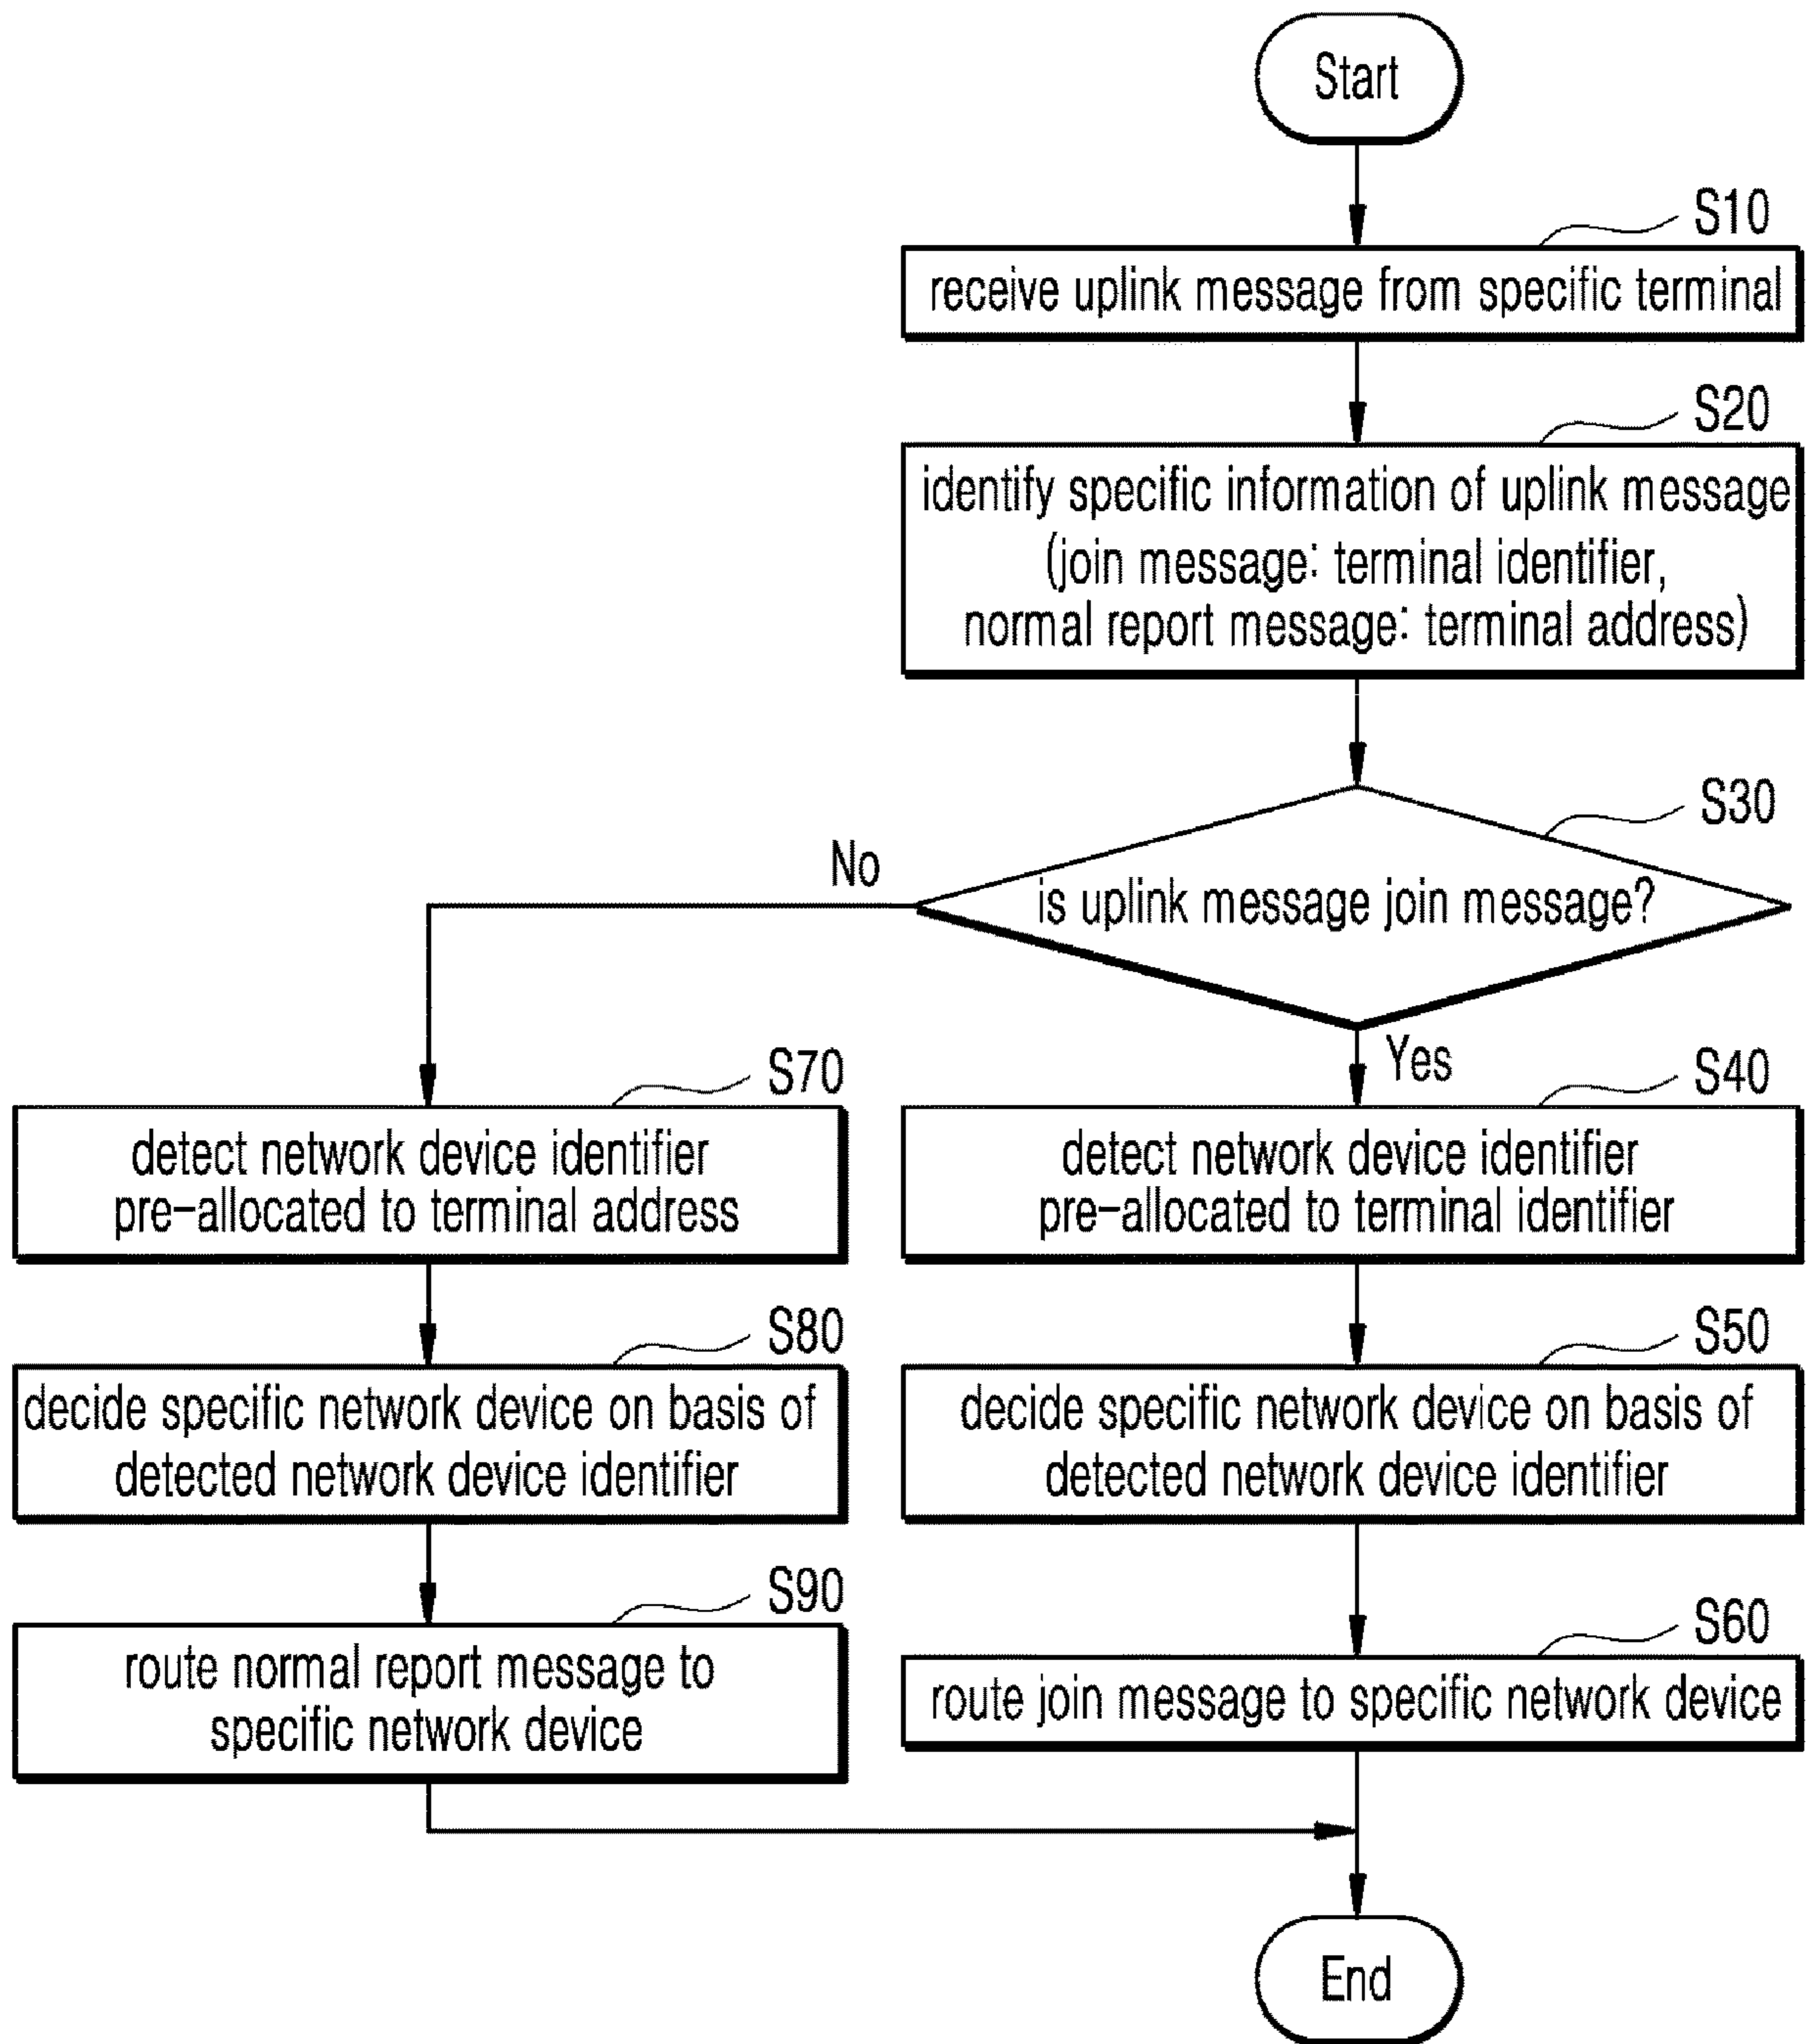 Start
S10
receive uplink message from specific terminal
S20
identify specific information of uplink message
(join message: terminal identifier,
normal report message: terminal address)
S30
is uplink message join message?
No
Yes
S40
detect network device identifier
pre-allocated to terminal identifier
S50
decide specific network device on basis of
detected network device identifier
S60
route join message to specific network device
S70
detect network device identifier
pre-allocated to terminal address
S80
decide specific network device on basis of
detected network device identifier
S90
route normal report message to
specific network device
End